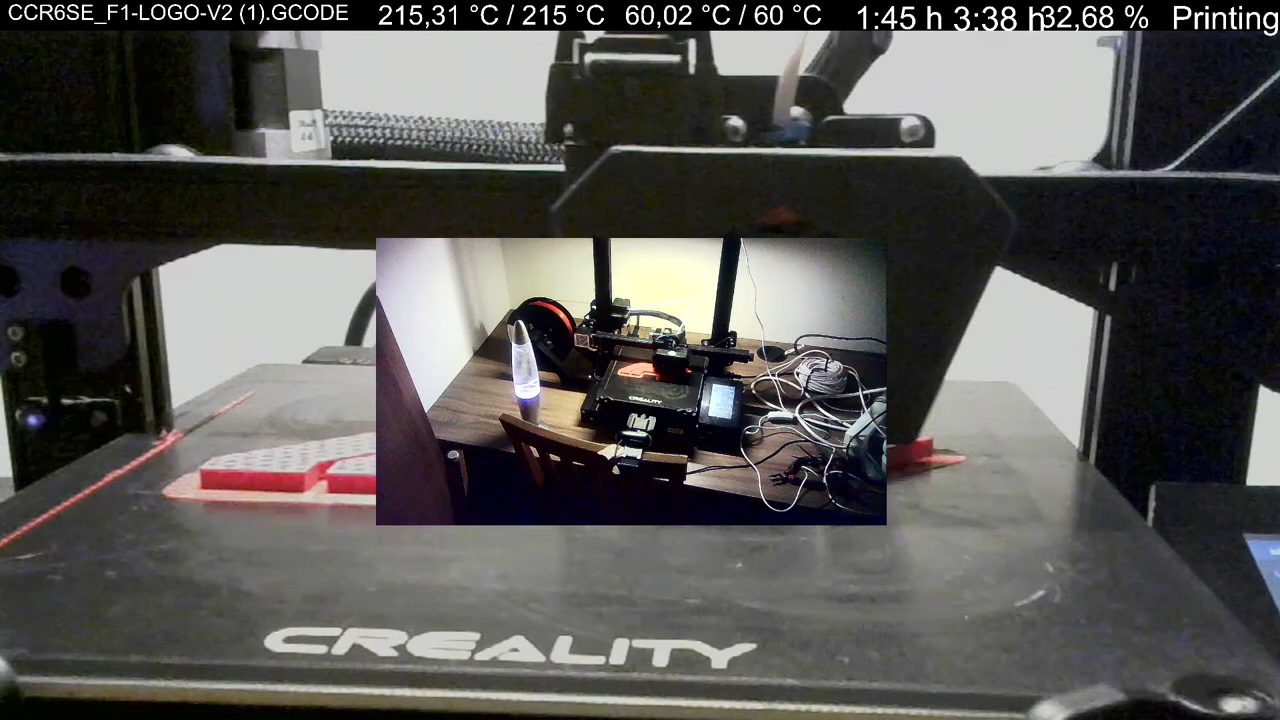 CCR6SE_F1-LOGO-V2 (1).GCODE 215,31 °C / 215 °C 60,02 °C / 60 °C 1:45 h 3:38 h 32,68 % Printing
CREALITY
CREALITY